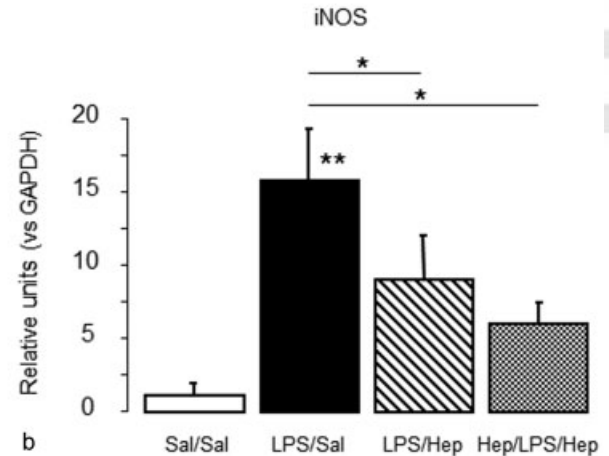 iNOS
*
*
20
**
15
10
5
0
Relative units (vs GAPDH)
b
Sal/Sal LPS/Sal LPS/Hep Hep/LPS/Hep